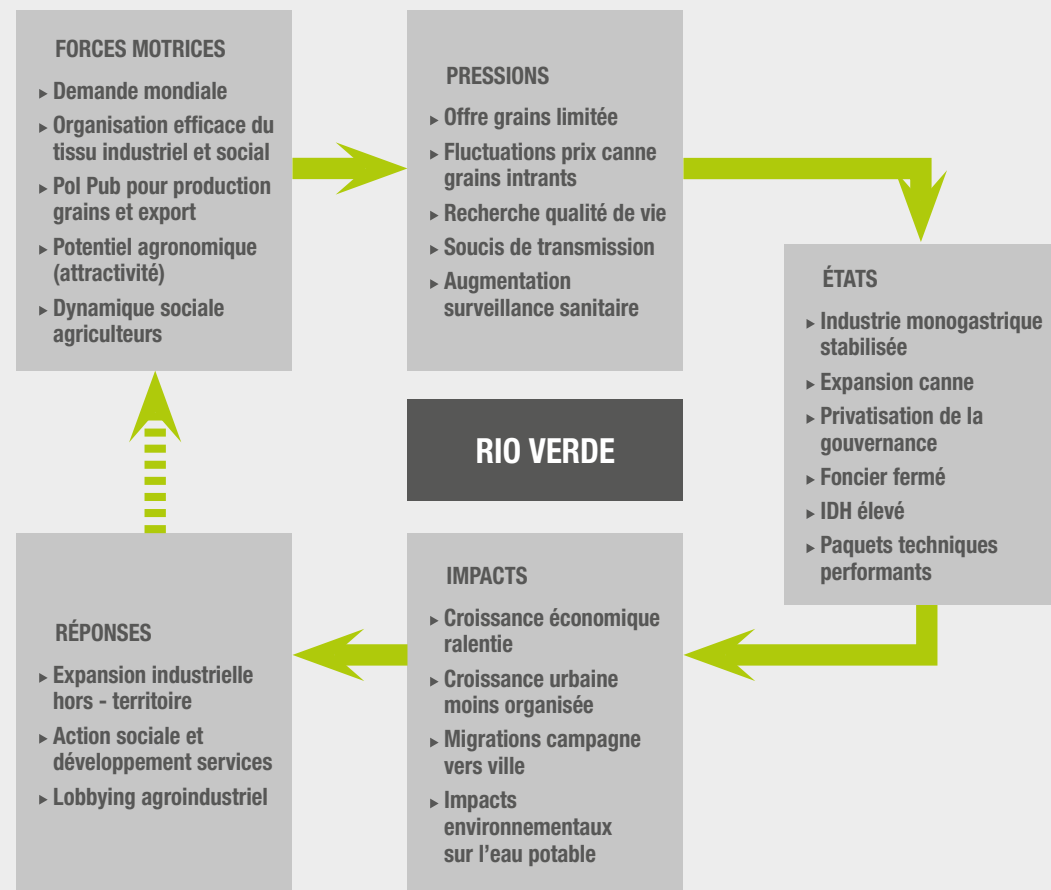 FORCES MOTRICES
▸ Demande mondiale
▸ Organisation efficace du
tissu industriel et social
▸ Pol Pub pour production
grains et export
▸ Potentiel agronomique
(attractivité)
▸ Dynamique sociale
agriculteurs
PRESSIONS
▸ Offre grains limitée
▸ Fluctuations prix canne
grains intrants
▸ Recherche qualité de vie
▸ Soucis de transmission
▸ Augmentation
surveillance sanitaire
ÉTATS
▸ Industrie monogastrique
stabilisée
▸ Expansion canne
▸ Privatisation de la
gouvernance
▸ Foncier fermé
▸ IDH élevé
▸ Paquets techniques
performants
RIO VERDE
IMPACTS
▸ Croissance économique
ralentie
▸ Croissance urbaine
moins organisée
▸ Migrations campagne
vers ville
▸ Impacts
environnementaux
sur l'eau potable
RÉPONSES
▸ Expansion industrielle
hors - territoire
▸ Action sociale et
développement services
▸ Lobbying agroindustriel